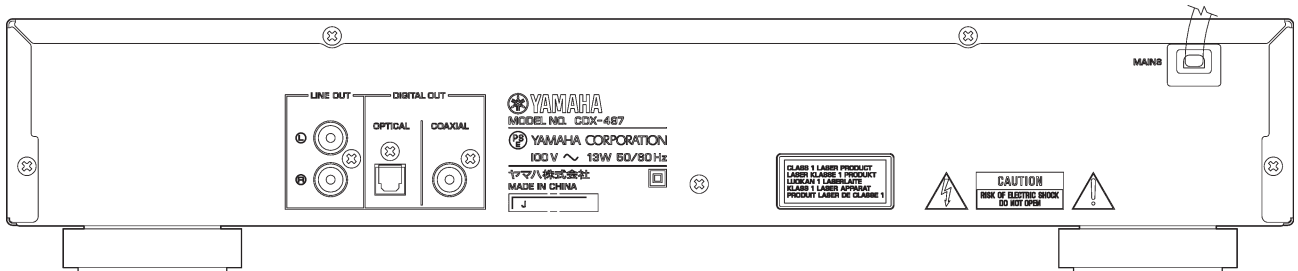 MAINS
LINE OUT
DIGITAL OUT
OPTICAL
COAXIAL
L
R
YAMAHA
MODEL NO. CDX-497
PSE YAMAHA CORPORATION
100V ~ 13W 50/60Hz
ヤマハ株式会社
MADE IN CHINA
J
CLASS 1 LASER PRODUCT
LASER KLASSE 1 PRODUKT
LUOKAN 1 LASERLAITE
KLASS 1 LASER APPARAT
PRODUIT LASER DE CLASSE 1
CAUTION
RISK OF ELECTRIC SHOCK
DO NOT OPEN